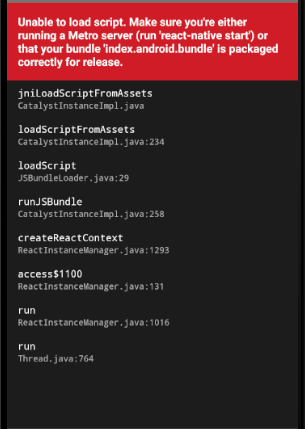 Unable to load script. Make sure you're either
running a Metro server (run 'react-native start') or
that your bundle 'index.android.bundle' is packaged
correctly for release.
jniLoadScriptFromAssets
CatalystInstanceImpl.java
loadScriptFromAssets
CatalystInstanceImpl.java:234
loadScript
JSBundleLoader.java:29
runJSBundle
CatalystInstanceImpl.java:258
createReactContext
ReactInstanceManager.java:1293
access$1100
ReactInstanceManager.java:131
run
ReactInstanceManager.java:1016
run
Thread.java:764